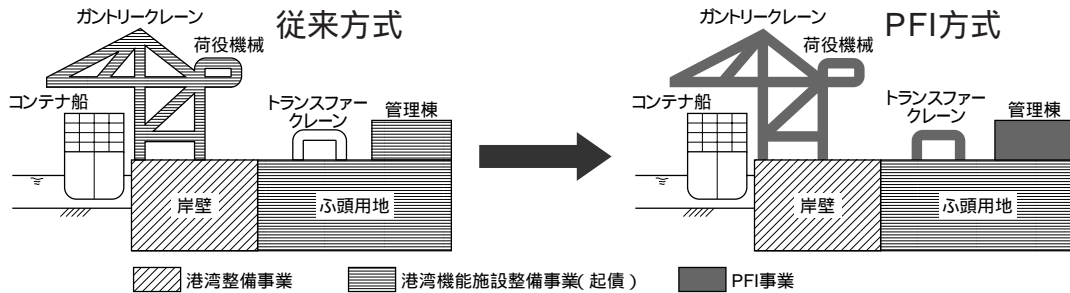 ガントリークレーン
従来方式
荷役機械
コンテナ船
トランスファー
クレーン
管理棟
岸壁
ふ頭用地
ガントリークレーン
PFI方式
荷役機械
コンテナ船
トランスファー
クレーン
管理棟
岸壁
ふ頭用地
港湾整備事業
港湾機能施設整備事業(起債)
PFI事業